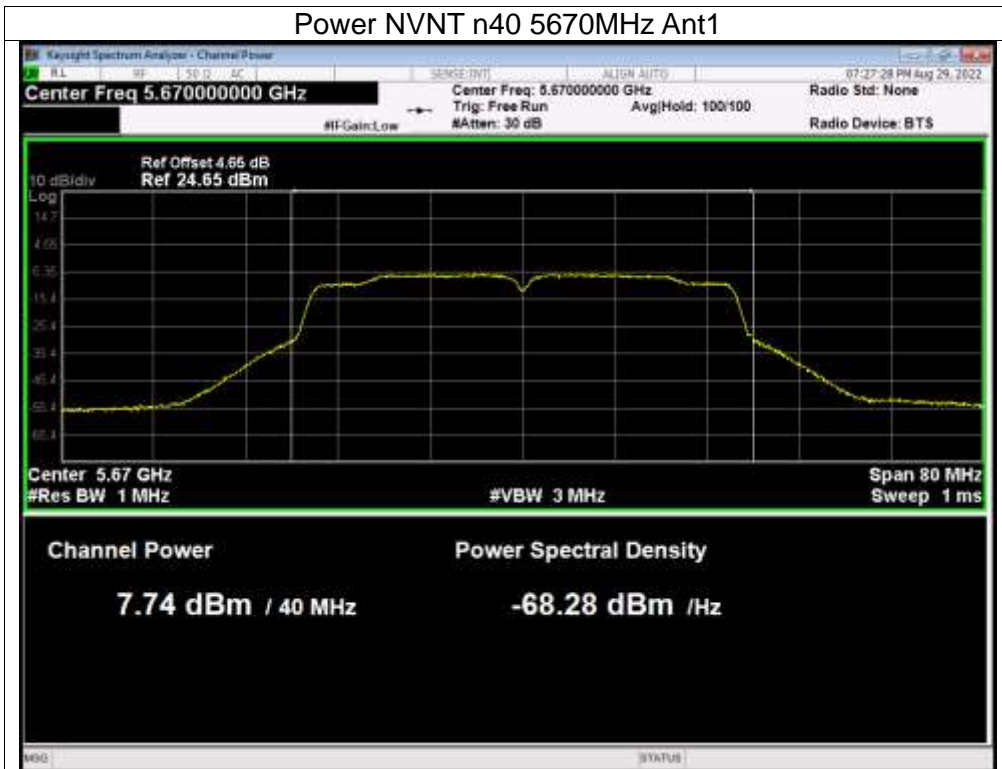 Power NVNT n40 5670MHz Ant1
Keysight Spectrum Analyzer - Channel Power
RL RF 50 Ω AC SENSE:INT ALIGN AUTO 07:27:28 PM Aug 29, 2022
Center Freq 5.670000000 GHz
Center Freq: 5.670000000 GHz
Radio Std: None
Trig: Free Run
Avg|Hold: 100/100
#IFGain:Low
#Atten: 30 dB
Radio Device: BTS
Ref Offset 4.65 dB
10 dB/div
Ref 24.65 dBm
Log
14.7
4.65
-5.35
-15.4
-25.4
-35.4
-45.4
-55.4
-65.4
Center 5.67 GHz
Span 80 MHz
#Res BW 1 MHz
#VBW 3 MHz
Sweep 1 ms
Channel Power
Power Spectral Density
7.74 dBm / 40 MHz
-68.28 dBm /Hz
MSG
STATUS